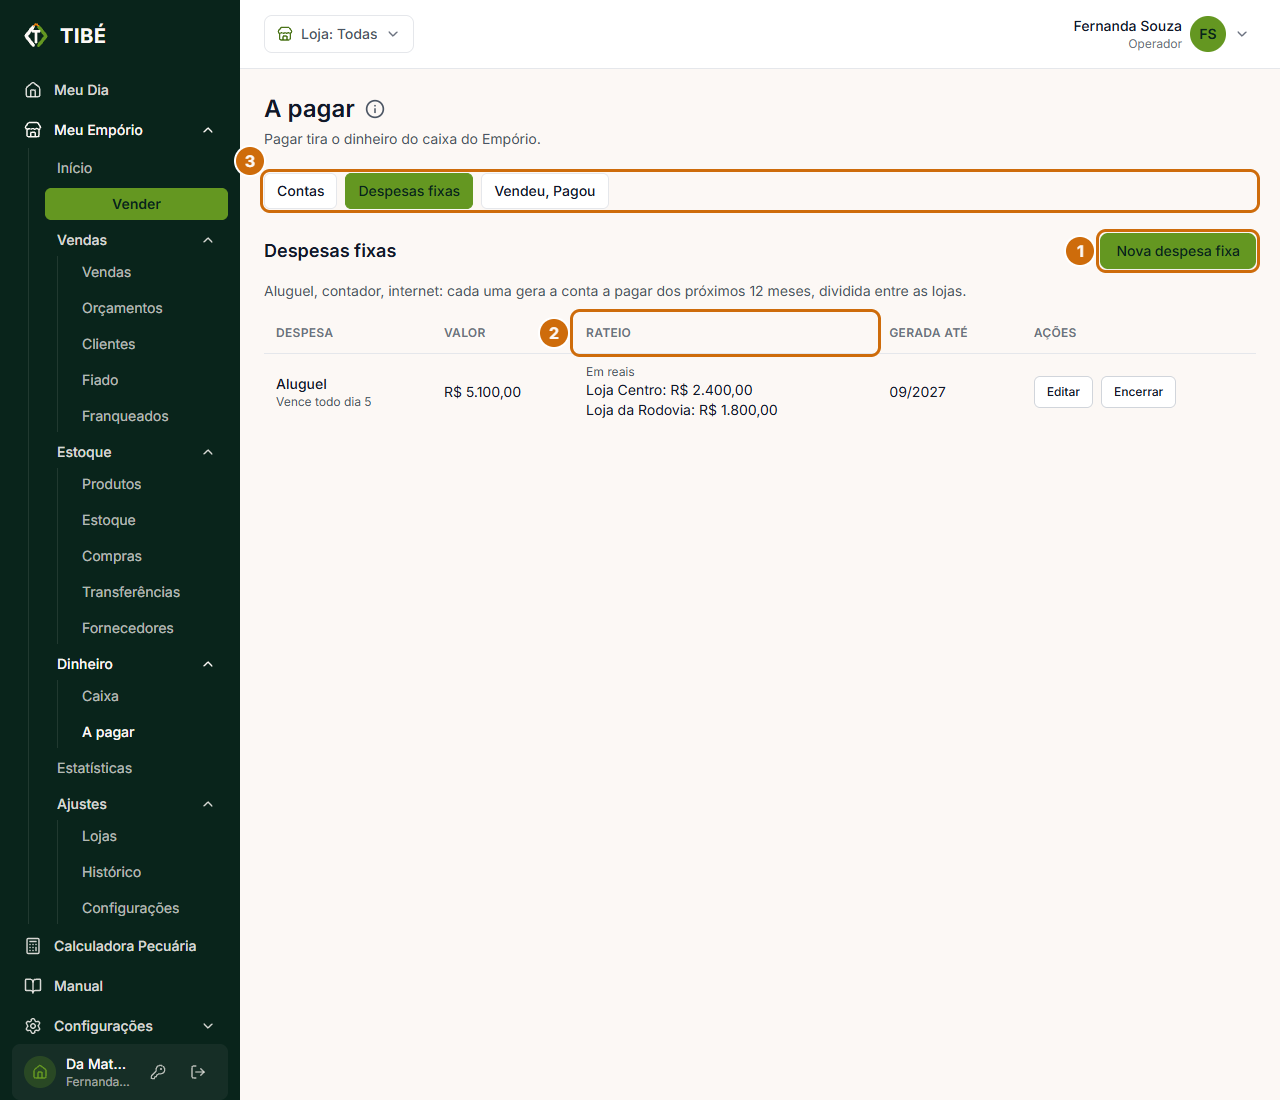 TIBÉ
Loja: Todas
Fernanda Souza
Operador
FS
Meu Dia
Meu Empório
Início
Vender
Vendas
Vendas
Orçamentos
Clientes
Fiado
Franqueados
Estoque
Produtos
Estoque
Compras
Transferências
Fornecedores
Dinheiro
Caixa
A pagar
Estatísticas
Ajustes
Lojas
Histórico
Configurações
Calculadora Pecuária
Manual
Configurações
Da Mat...
Fernanda...
A pagar
Pagar tira o dinheiro do caixa do Empório.
3
Contas Despesas fixas Vendeu, Pagou
Despesas fixas
1 Nova despesa fixa
Aluguel, contador, internet: cada uma gera a conta a pagar dos próximos 12 meses, dividida entre as lojas.
DESPESA VALOR 2 RATEIO GERADA ATÉ AÇÕES
Aluguel
Vence todo dia 5
R$ 5.100,00
Em reais
Loja Centro: R$ 2.400,00
Loja da Rodovia: R$ 1.800,00
09/2027
Editar Encerrar